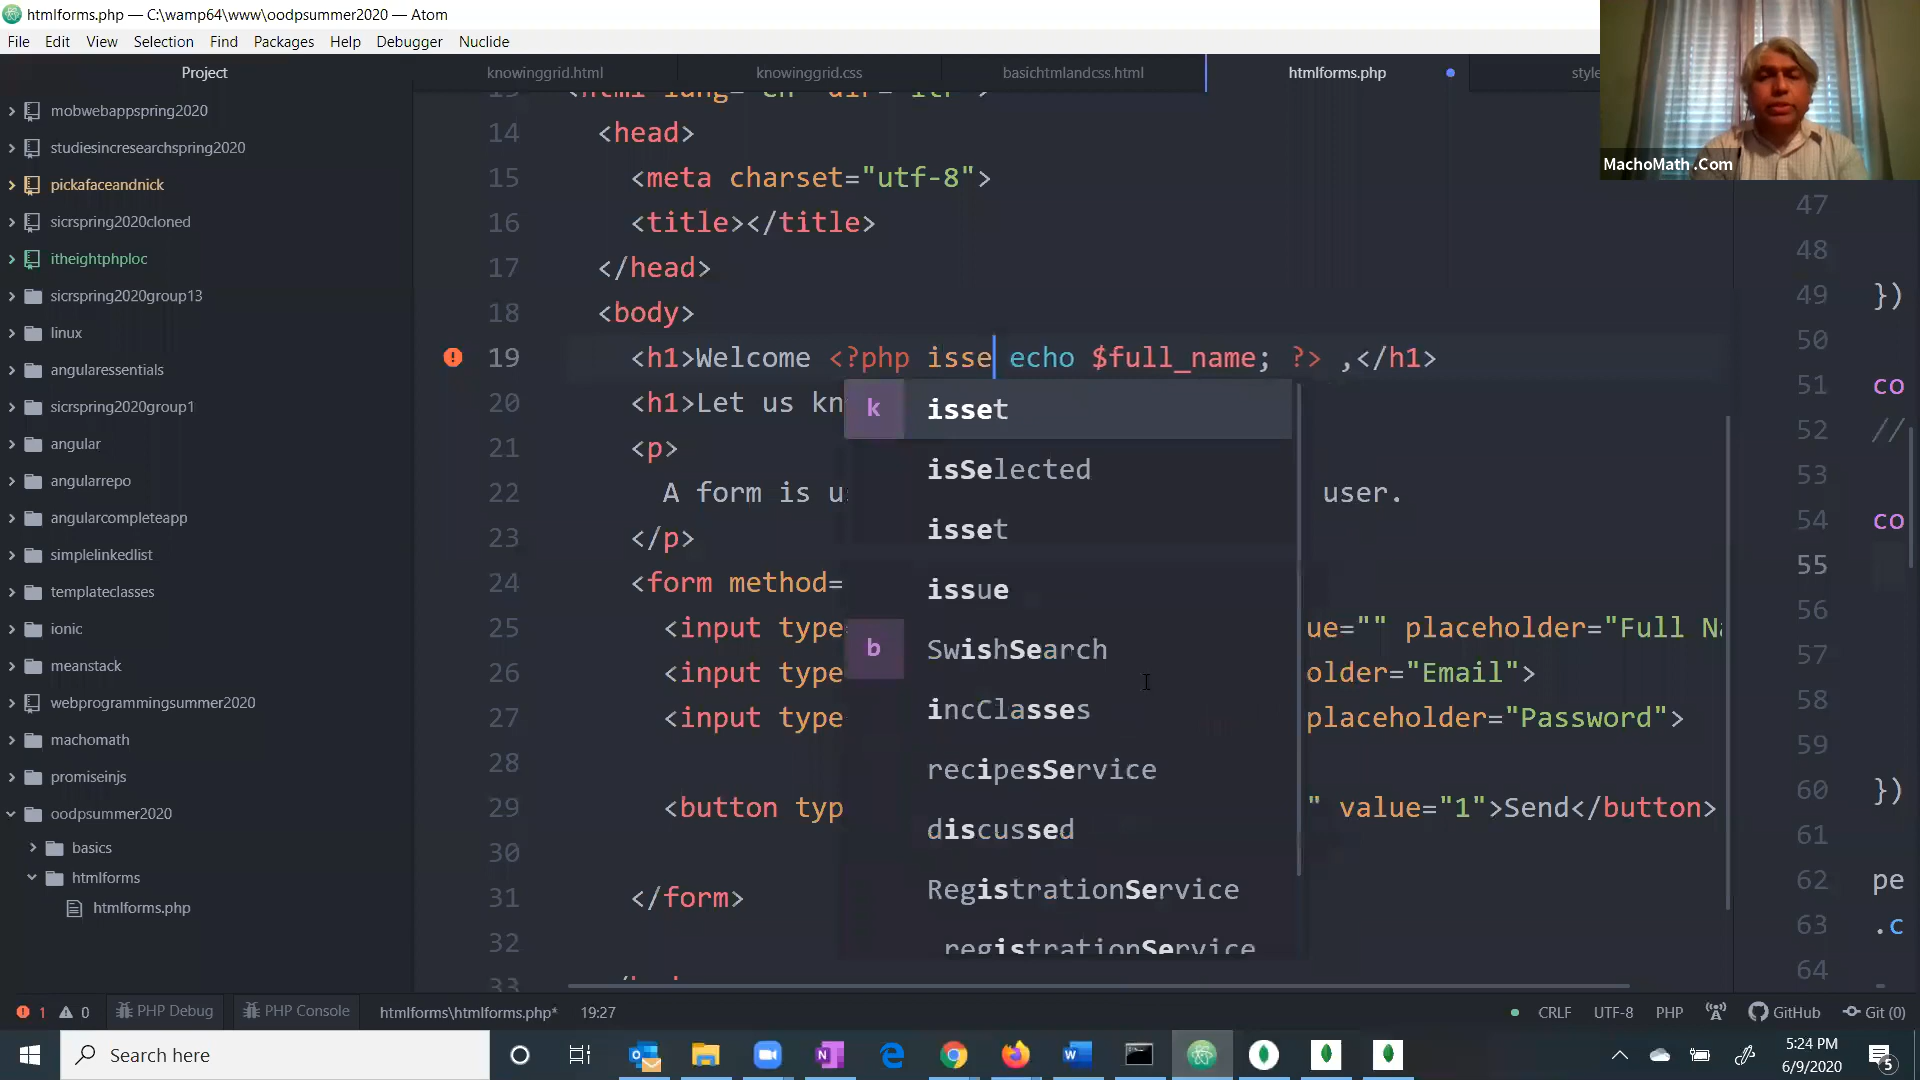 htmlforms.php — C:\wamp64\www\oodpsummer2020 — Atom
File Edit View Selection Find Packages Help Debugger Nuclide
Project
knowinggrid.html
knowinggrid.css
basichtmlandcss.html
htmlforms.php
style
MachoMath .Com
mobwebappspring2020
studiesincresearchspring2020
pickafaceandnick
sicrspring2020cloned
itheightphploc
sicrspring2020group13
linux
angularessentials
sicrspring2020group1
angular
angularrepo
angularcompleteapp
simplelinkedlist
templateclasses
ionic
meanstack
webprogrammingsummer2020
machomath
promiseinjs
oodpsummer2020
basics
htmlforms
htmlforms.php
14 <head>
15 <meta charset="utf-8">
16 <title></title>
17 </head>
18 <body>
19 <h1>Welcome <?php isse echo $full_name; ?> ,</h1>
20 <h1>Let us kn
21 <p>
22 A form is us user.
23 </p>
24 <form method=
25 <input type= ue="" placeholder="Full Na
26 <input type older="Email">
27 <input type placeholder="Password">
28
29 <button typ " value="1">Send</button>
30
31 </form>
32
33
k isset
isSelected
isset
issue
b SwishSearch
incClasses
recipesService
discussed
RegistrationService
registrationService
47
48
49 })
50
51 co
52 //
53
54 co
55
56
57
58
59
60 })
61
62 pe
63 .c
64
1 0 PHP Debug PHP Console htmlforms\htmlforms.php* 19:27
CRLF UTF-8 PHP GitHub Git (0)
Search here
5:24 PM
6/9/2020
5